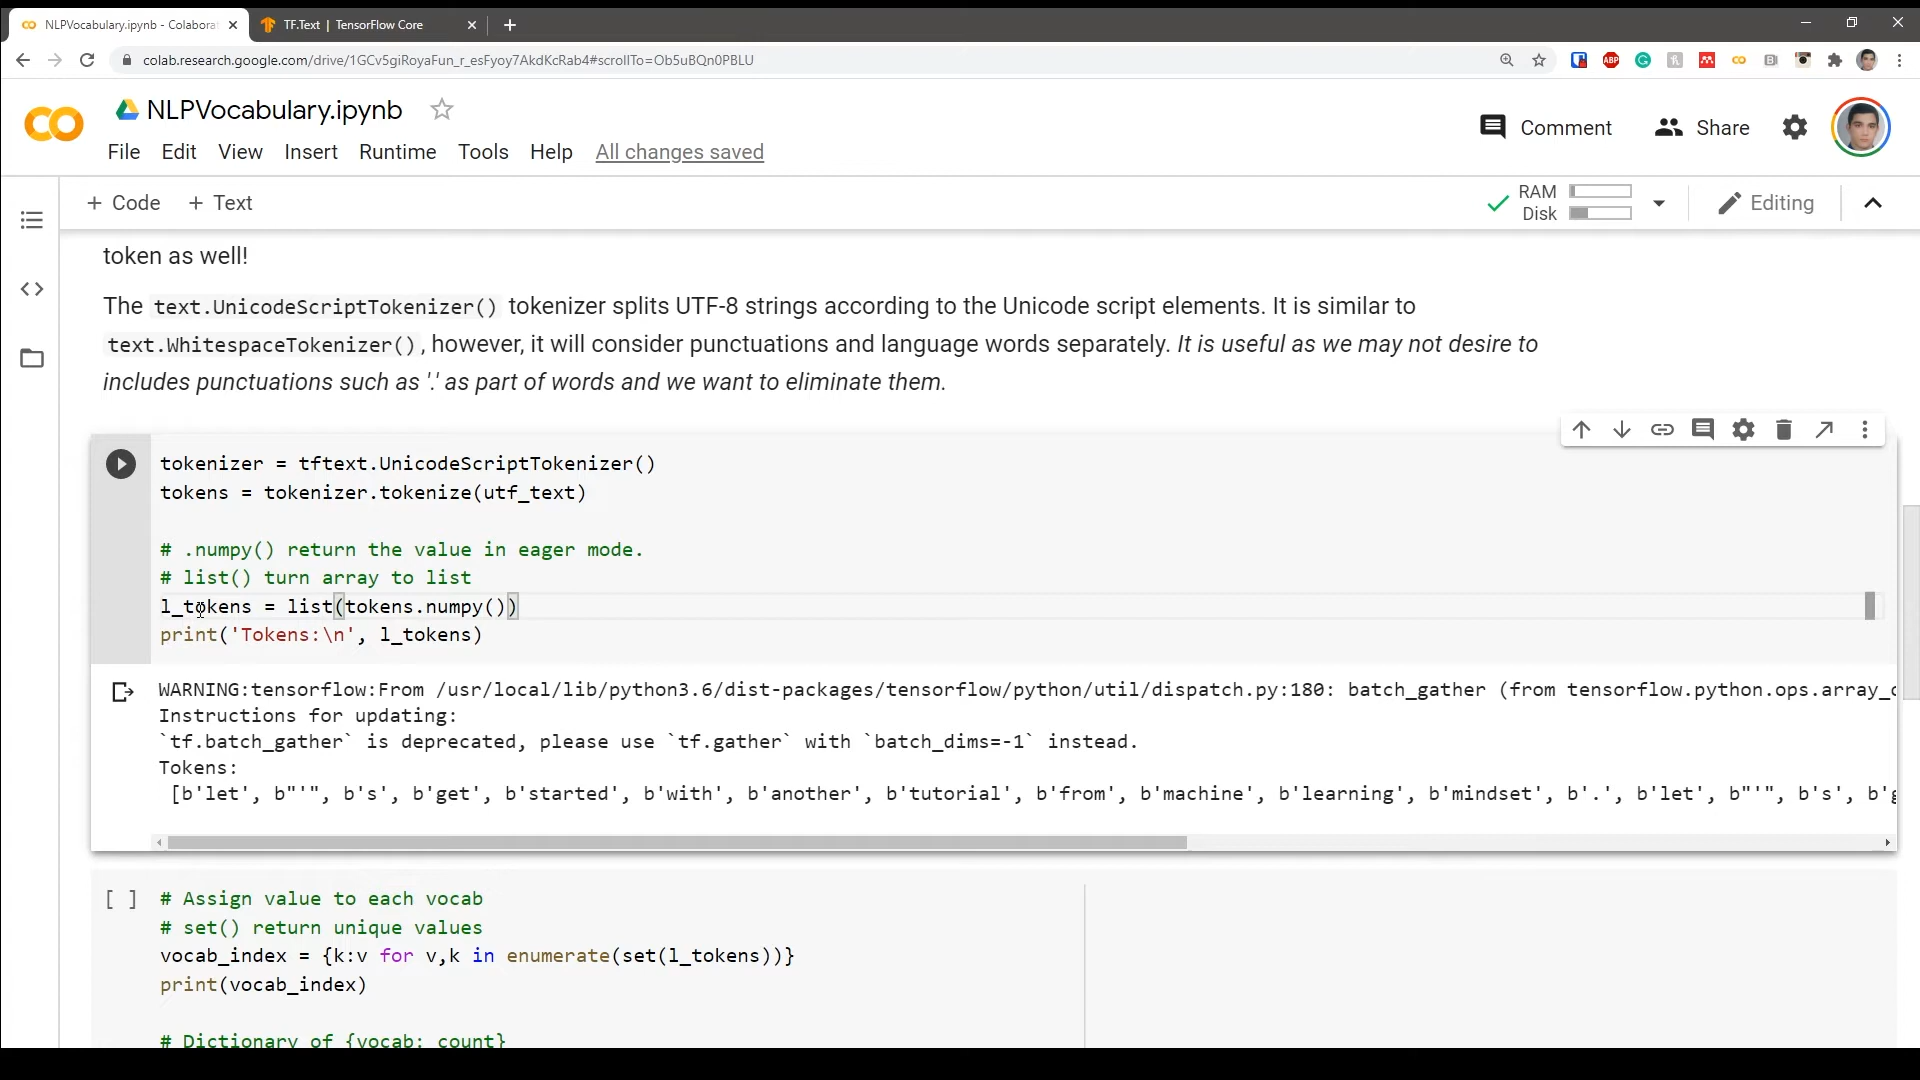 NLPVocabulary.ipynb - Colabora
TF.Text | TensorFlow Core
colab.research.google.com/drive/1GCv5giRoyaFun_r_esFyoy7AkdKcRab4#scrollTo=Ob5uBQn0PBLU
ABP
NLPVocabulary.ipynb
Comment
Share
File Edit View Insert Runtime Tools Help All changes saved
+ Code + Text
RAM
Disk
Editing
token as well!
The text.UnicodeScriptTokenizer() tokenizer splits UTF-8 strings according to the Unicode script elements. It is similar to
text.WhitespaceTokenizer(), however, it will consider punctuations and language words separately. It is useful as we may not desire to
includes punctuations such as '.' as part of words and we want to eliminate them.
tokenizer = tftext.UnicodeScriptTokenizer()
tokens = tokenizer.tokenize(utf_text)
# .numpy() return the value in eager mode.
# list() turn array to list
l_tokens = list(tokens.numpy())
print('Tokens:\n', l_tokens)
WARNING:tensorflow:From /usr/local/lib/python3.6/dist-packages/tensorflow/python/util/dispatch.py:180: batch_gather (from tensorflow.python.ops.array_o
Instructions for updating:
`tf.batch_gather` is deprecated, please use `tf.gather` with `batch_dims=-1` instead.
Tokens:
[b'let', b"'", b's', b'get', b'started', b'with', b'another', b'tutorial', b'from', b'machine', b'learning', b'mindset', b'.', b'let', b"'", b's', b'g
[ ] # Assign value to each vocab
# set() return unique values
vocab_index = {k:v for v,k in enumerate(set(l_tokens))}
print(vocab_index)
# Dictionary of {vocab: count}